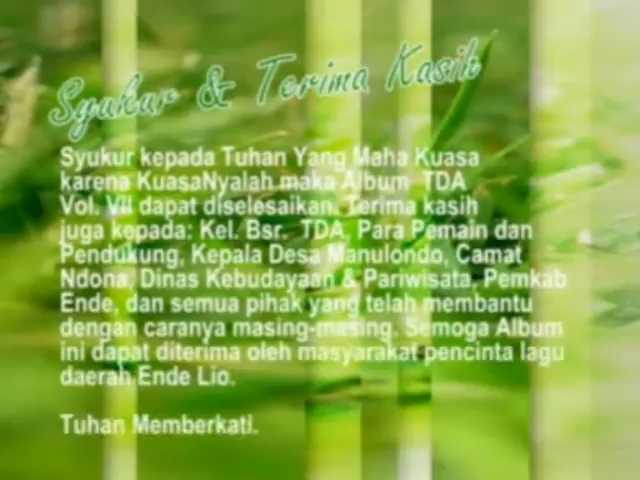 Syukur & Terima Kasih
Syukur kepada Tuhan Yang Maha Kuasa
karena KuasaNyalah maka Album TDA
Vol. VII dapat diselesaikan. Terima kasih
juga kepada: Kel. Bsr. TDA, Para Pemain dan
Pendukung, Kepala Desa Manulondo, Camat
Ndona, Dinas Kebudayaan & Pariwisata, Pemkab
Ende, dan semua pihak yang telah membantu
dengan caranya masing-masing. Semoga Album
ini dapat diterima oleh masyarakat pencinta lagu
daerah Ende Lio.
Tuhan Memberkati.